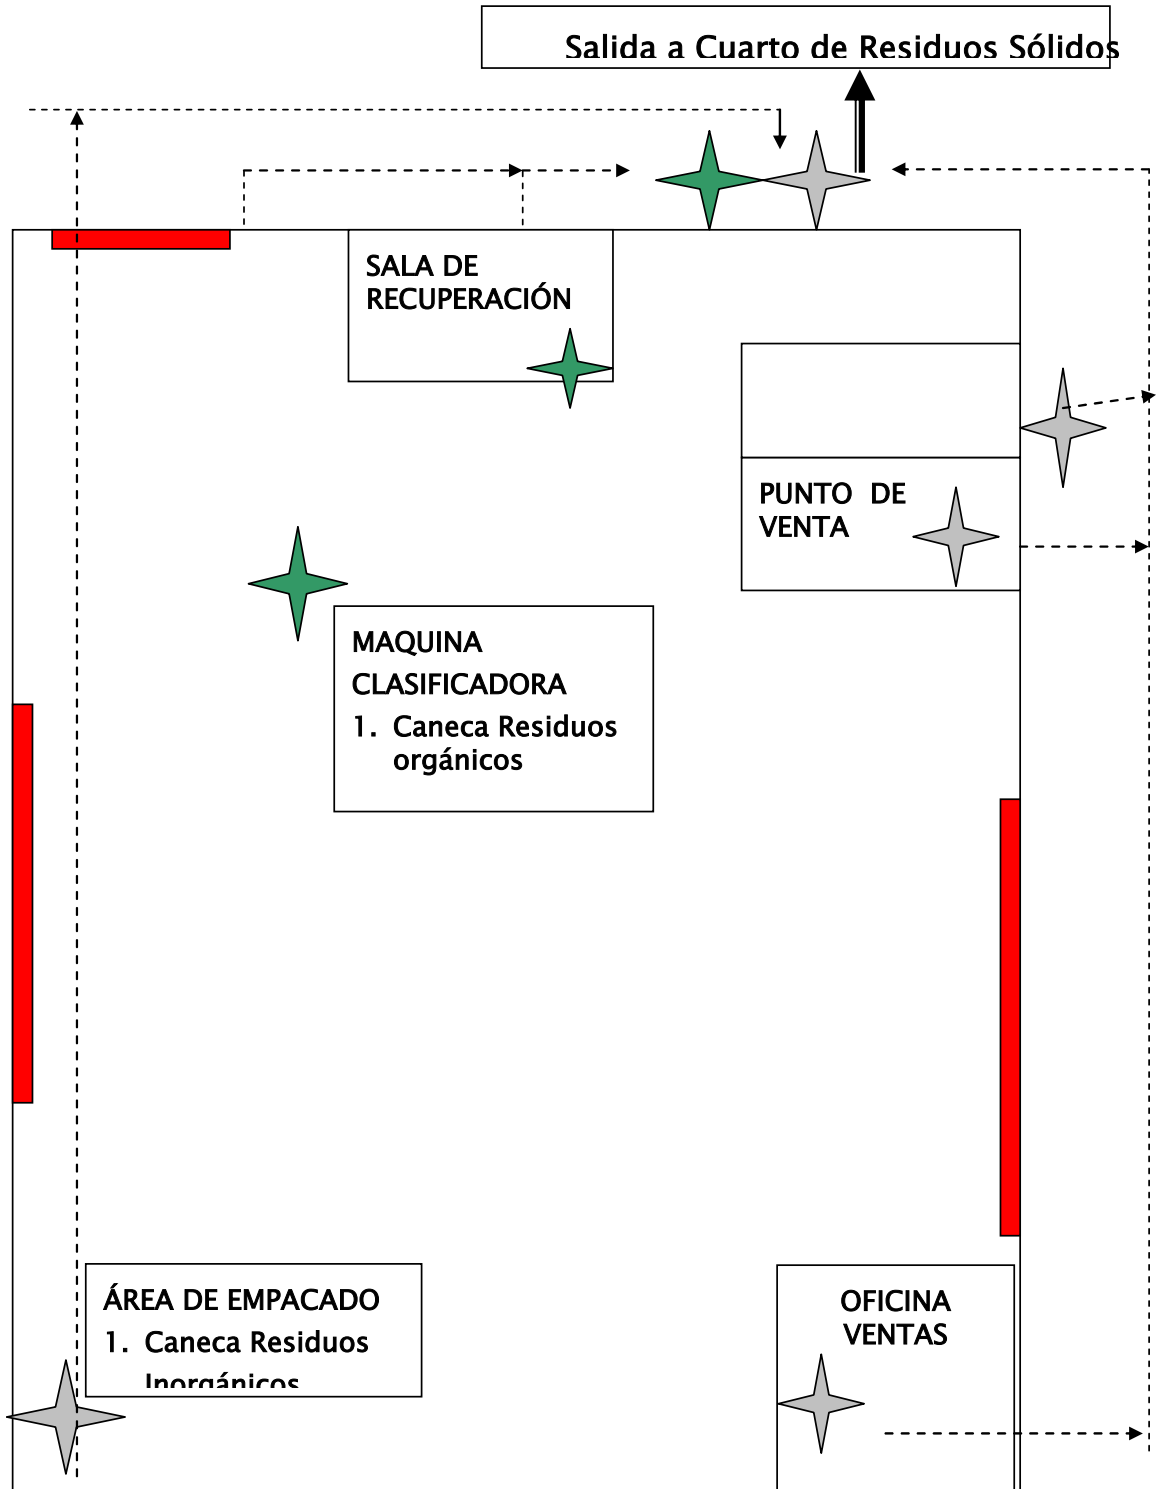 Salida a Cuarto de Residuos Sólidos
SALA DE
RECUPERACIÓN
PUNTO DE
VENTA
MAQUINA
CLASIFICADORA
1. Caneca Residuos
orgánicos
ÁREA DE EMPACADO
1. Caneca Residuos
Inorgánicos
OFICINA
VENTAS